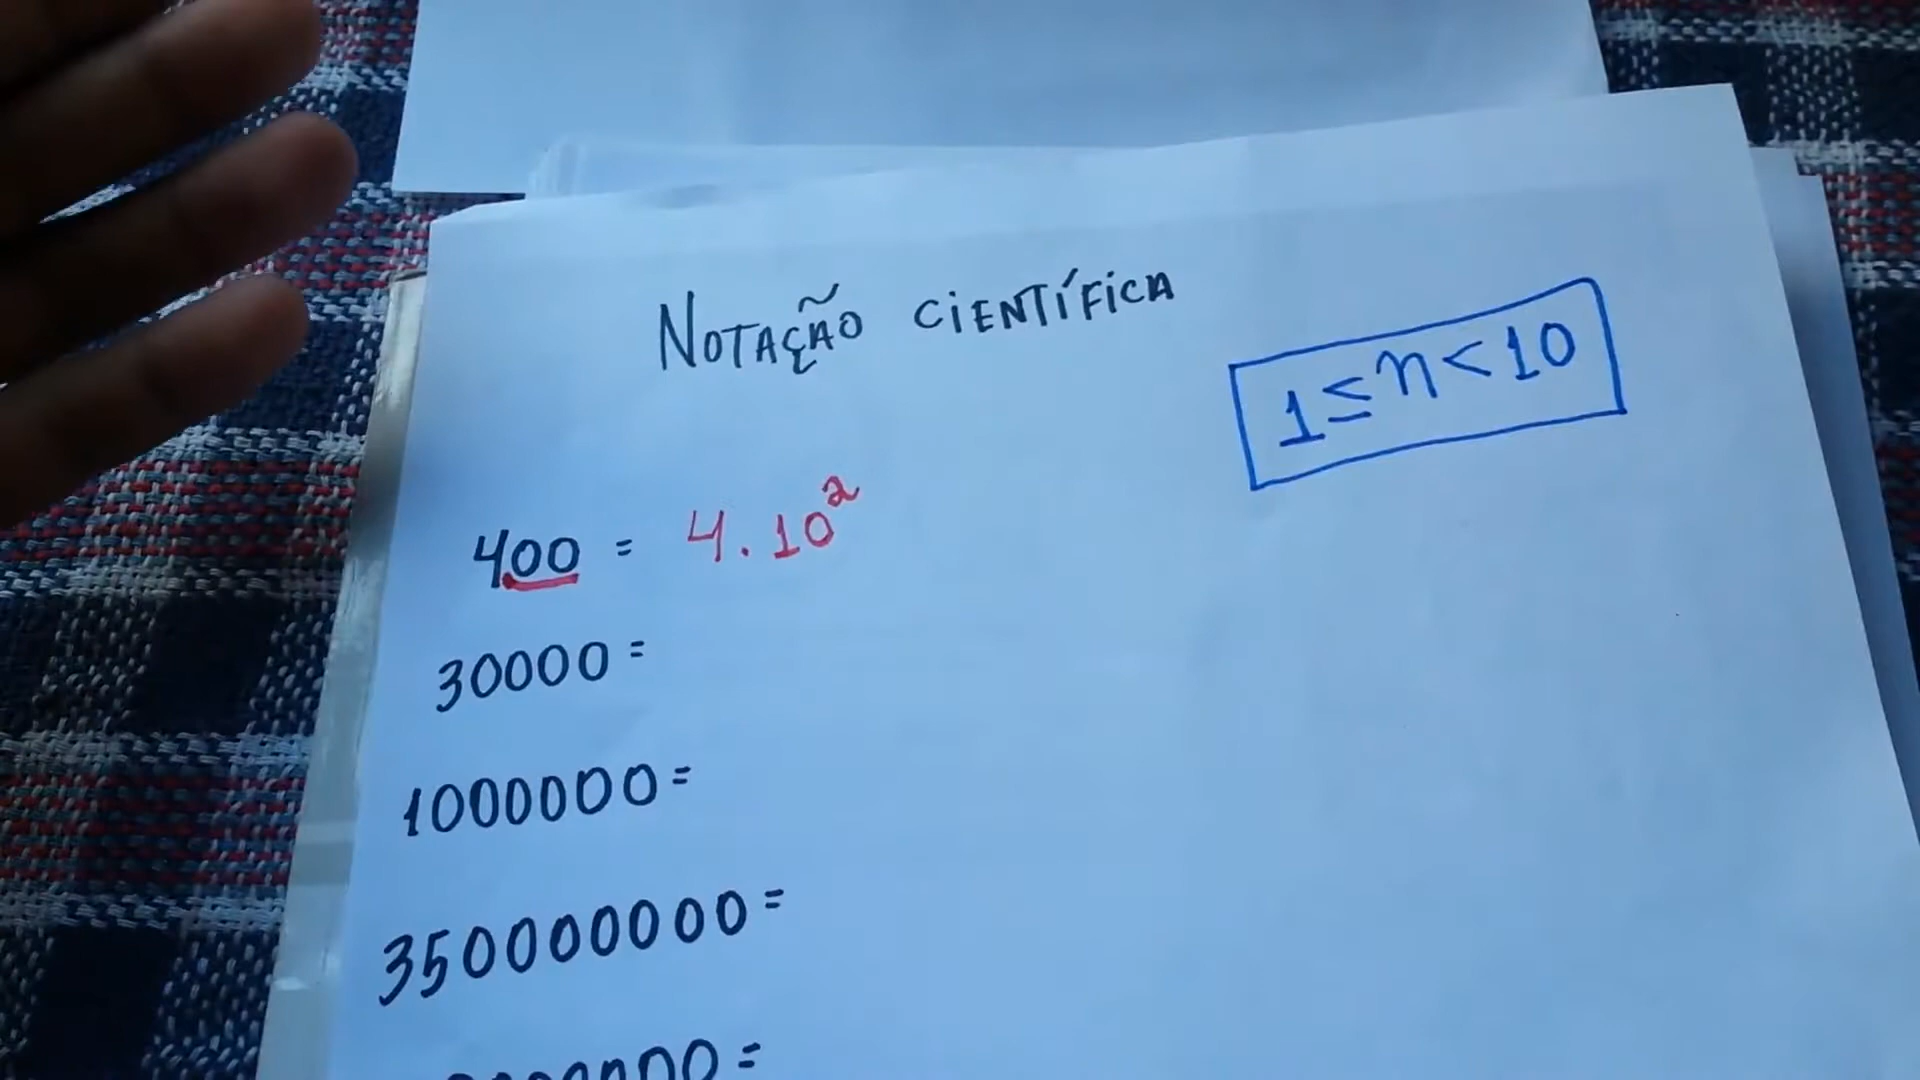 NOTAÇÃO CIENTÍFICA
1 ≤ n < 10
400 = 4 . 10²
30000 =
1000000 =
350000000 =